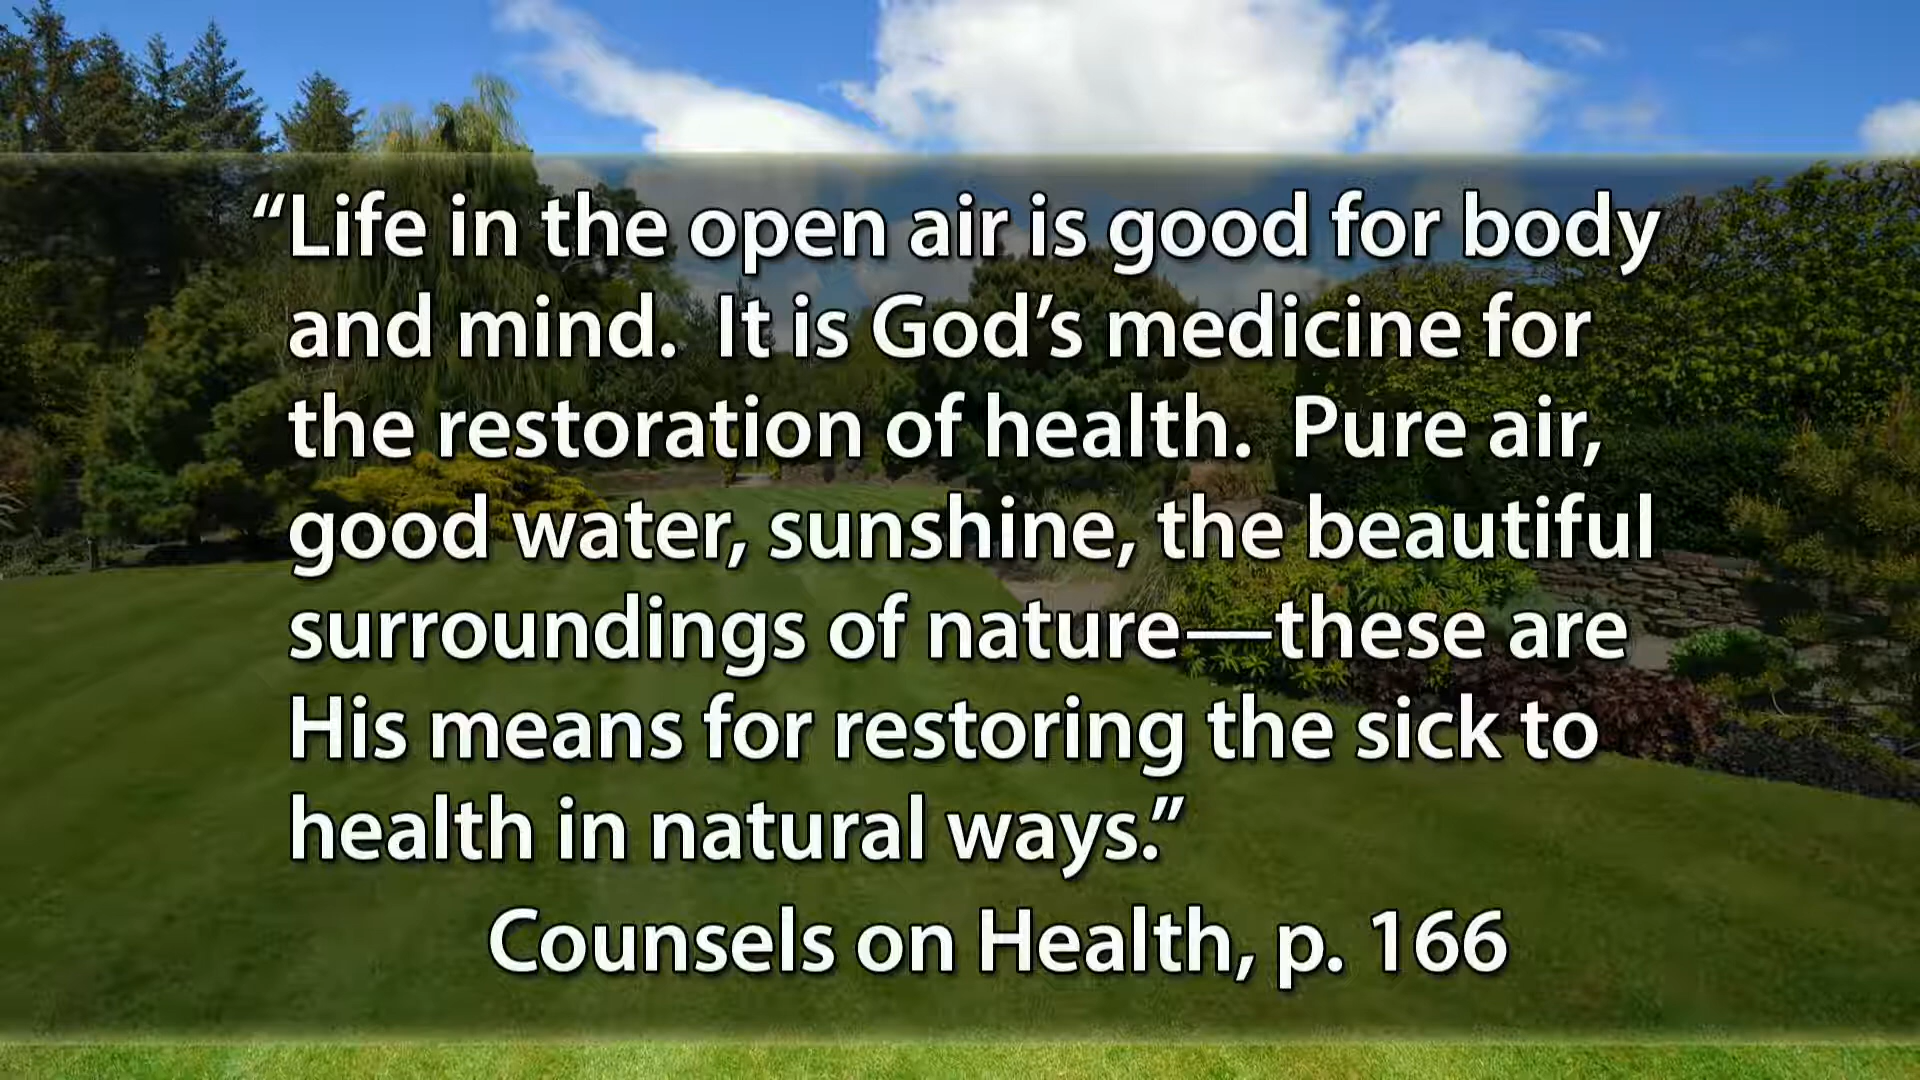 “Life in the open air is good for body
and mind.  It is God’s medicine for
the restoration of health.  Pure air,
good water, sunshine, the beautiful
surroundings of nature—these are
His means for restoring the sick to
health in natural ways.”
Counsels on Health, p. 166